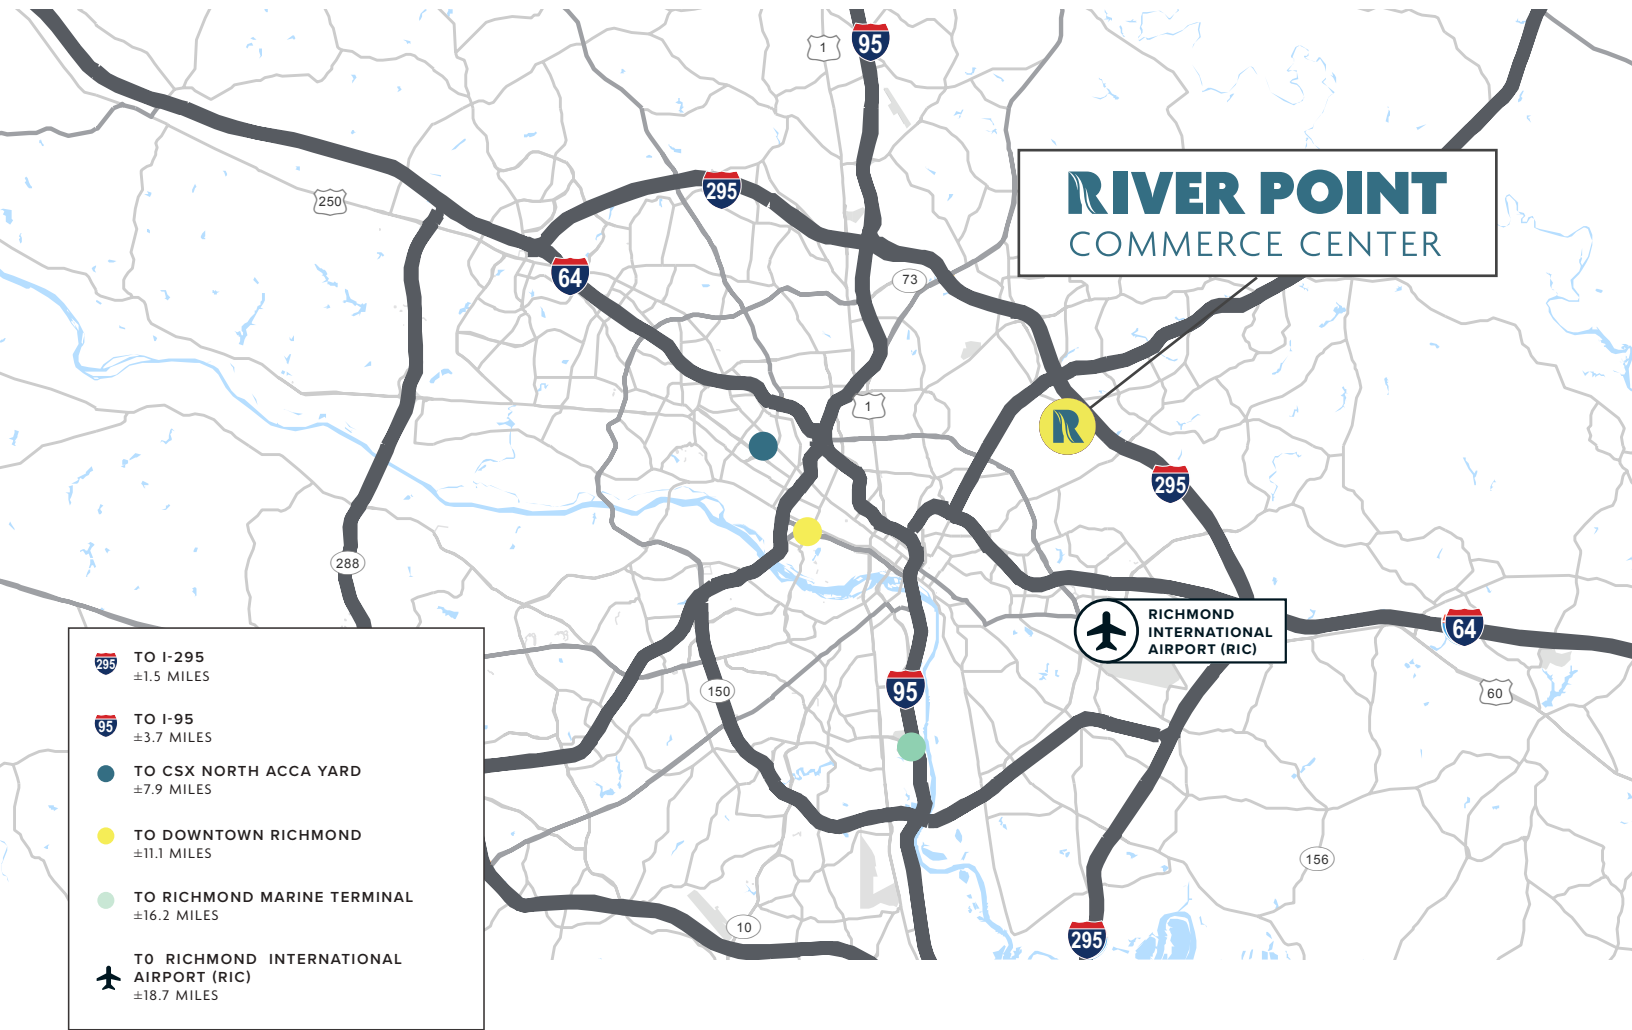 1
95
295
250
RIVER POINT
COMMERCE CENTER
64
73
1
R
295
288
RICHMOND
INTERNATIONAL
AIRPORT (RIC)
64
150
95
60
156
10
295
295
TO I-295
±1.5 MILES
95
TO I-95
±3.7 MILES
TO CSX NORTH ACCA YARD
±7.9 MILES
TO DOWNTOWN RICHMOND
±11.1 MILES
TO RICHMOND MARINE TERMINAL
±16.2 MILES
T0 RICHMOND INTERNATIONAL
AIRPORT (RIC)
±18.7 MILES